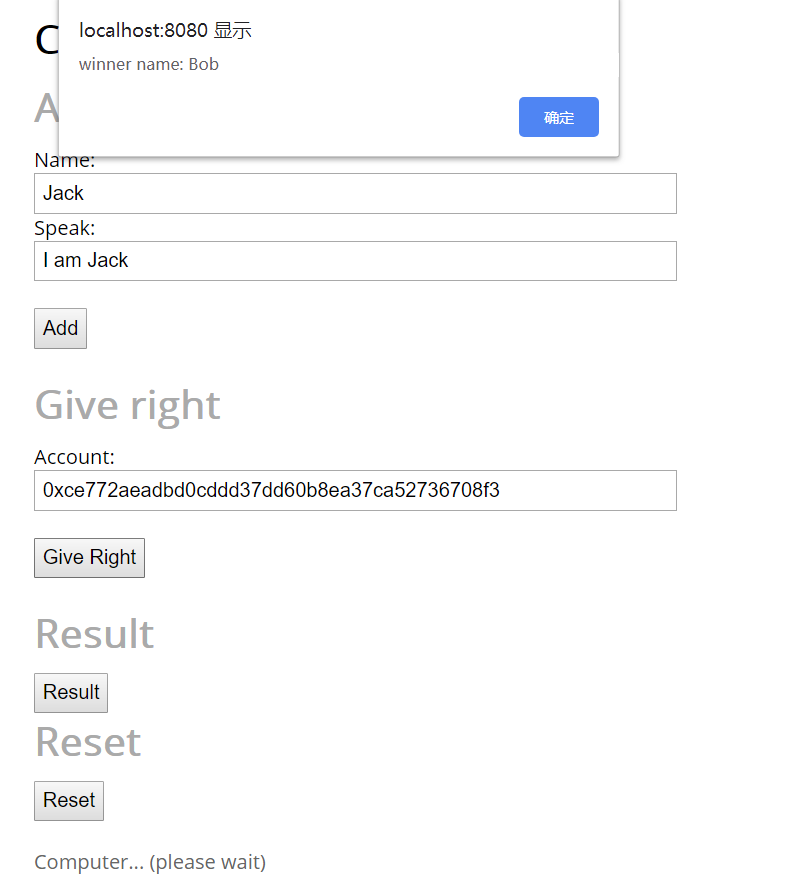 localhost:8080 显示
winner name: Bob
确定
Name:
Jack
Speak:
I am Jack
Add
Give right
Account:
0xce772aeadbd0cddd37dd60b8ea37ca52736708f3
Give Right
Result
Result
Reset
Reset
Computer... (please wait)